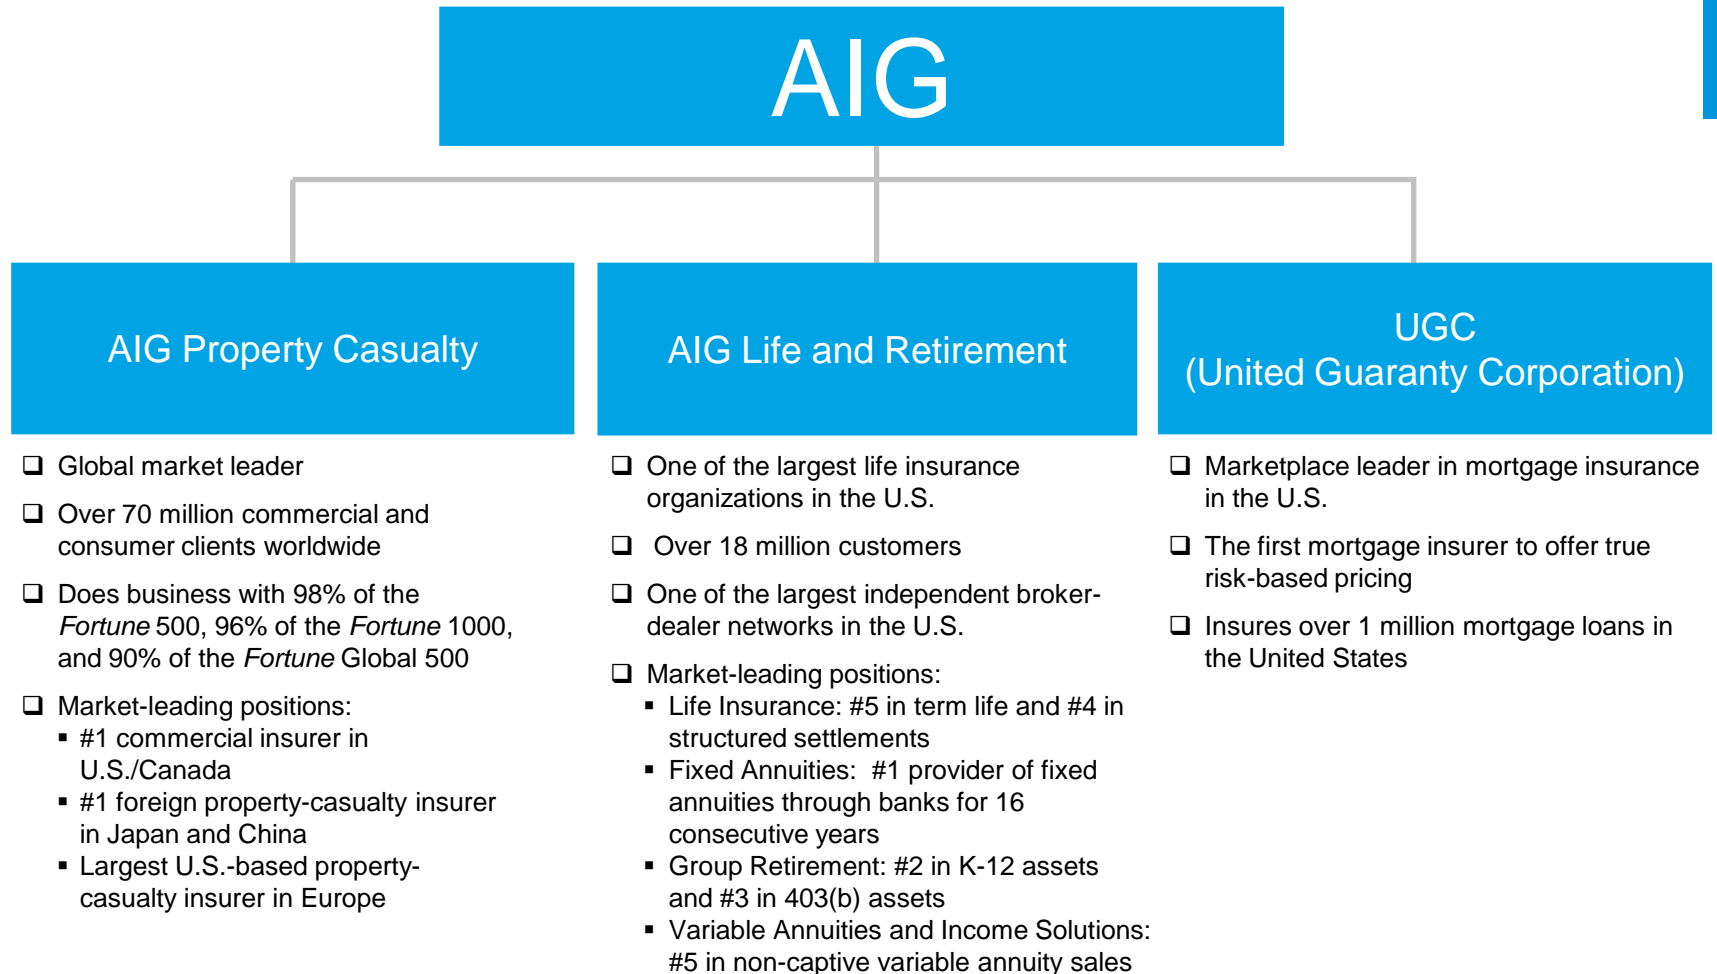 AIG
AIG Property Casualty
Global market leader
Over 70 million commercial and
consumer clients worldwide
Does business with 98% of the
Fortune 500, 96% of the Fortune 1000,
and 90% of the Fortune Global 500
Market-leading positions:
#1 commercial insurer in
U.S./Canada
#1 foreign property-casualty insurer
in Japan and China
Largest U.S.-based property-
casualty insurer in Europe
AIG Life and Retirement
One of the largest life insurance
organizations in the U.S.
Over 18 million customers
One of the largest independent broker-
dealer networks in the U.S.
Market-leading positions:
Life Insurance: #5 in term life and #4 in
structured settlements
Fixed Annuities: #1 provider of fixed
annuities through banks for 16
consecutive years
Group Retirement: #2 in K-12 assets
and #3 in 403(b) assets
Variable Annuities and Income Solutions:
#5 in non-captive variable annuity sales
UGC
(United Guaranty Corporation)
Marketplace leader in mortgage insurance
in the U.S.
The first mortgage insurer to offer true
risk-based pricing
Insures over 1 million mortgage loans in
the United States